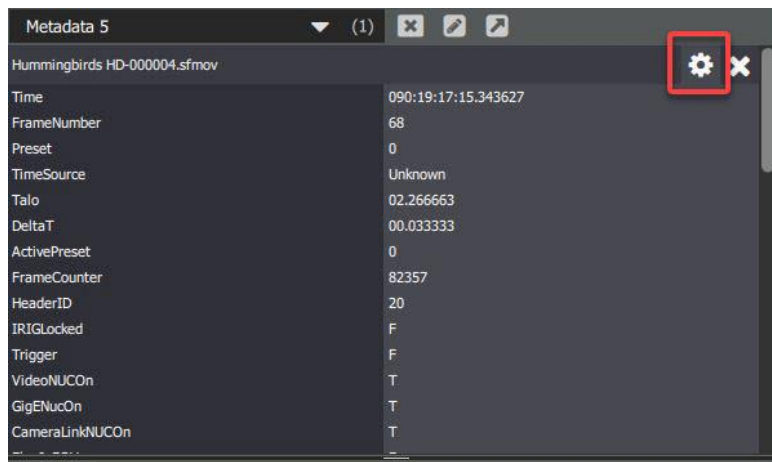 Metadata 5 (1)
Hummingbirds HD-000004.sfmov
Time 090:19:17:15.343627
FrameNumber 68
Preset 0
TimeSource Unknown
Talo 02.266663
DeltaT 00.033333
ActivePreset 0
FrameCounter 82357
HeaderID 20
IRIGLocked F
Trigger F
VideoNUCOn T
GigENucOn T
CameraLinkNUCOn T